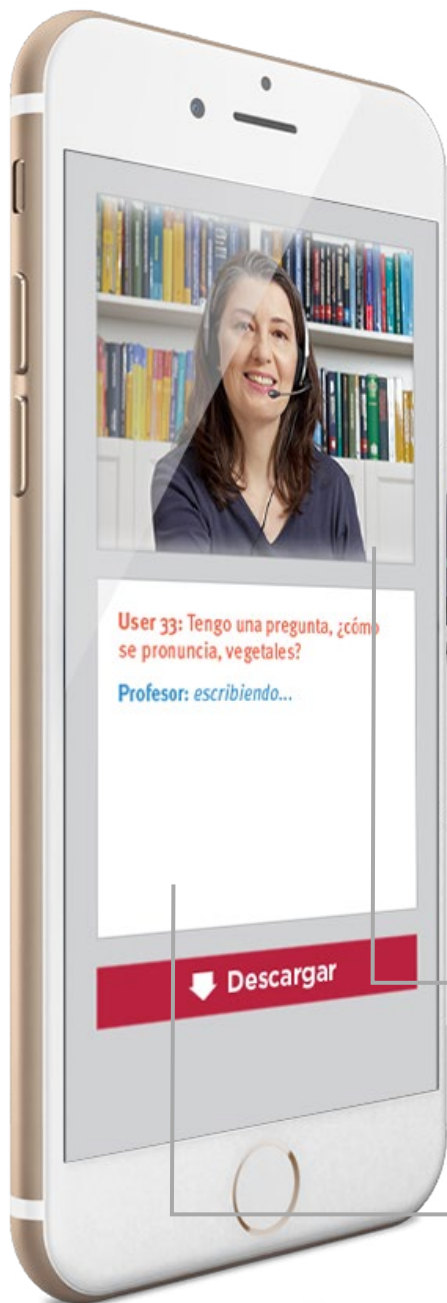 User 33: Tengo una pregunta, ¿cómo
se pronuncia, vegetales?
Profesor: escribiendo...
Descargar